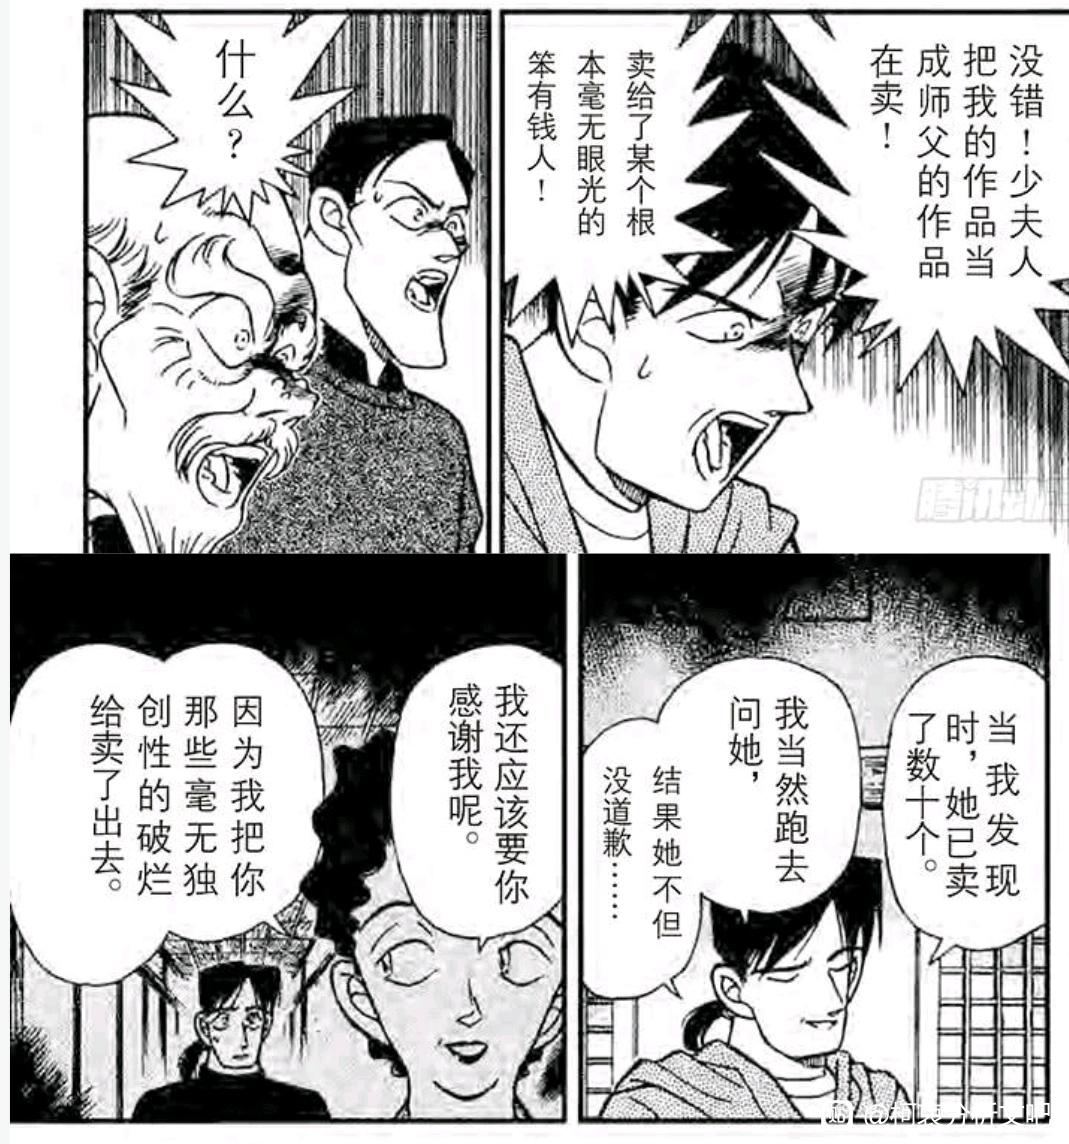 没错！少夫人
把我的作品当
成师父的作品
在卖！
卖给了某个根
本毫无眼光的
笨有钱人！
什么？
当我发现
时，她已卖
了数十个。
我当然跑去
问她，
结果她不但
没道歉……
我还应该要你
感谢我呢。
因为我把你
那些毫无独
创性的破烂
给卖了出去。